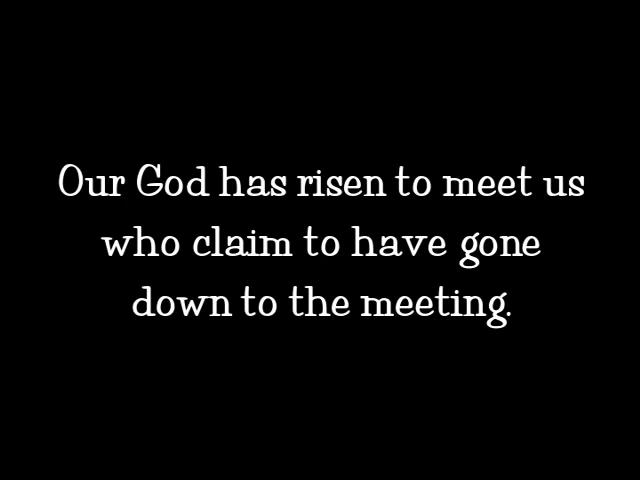 Our God has risen to meet us
who claim to have gone
down to the meeting.